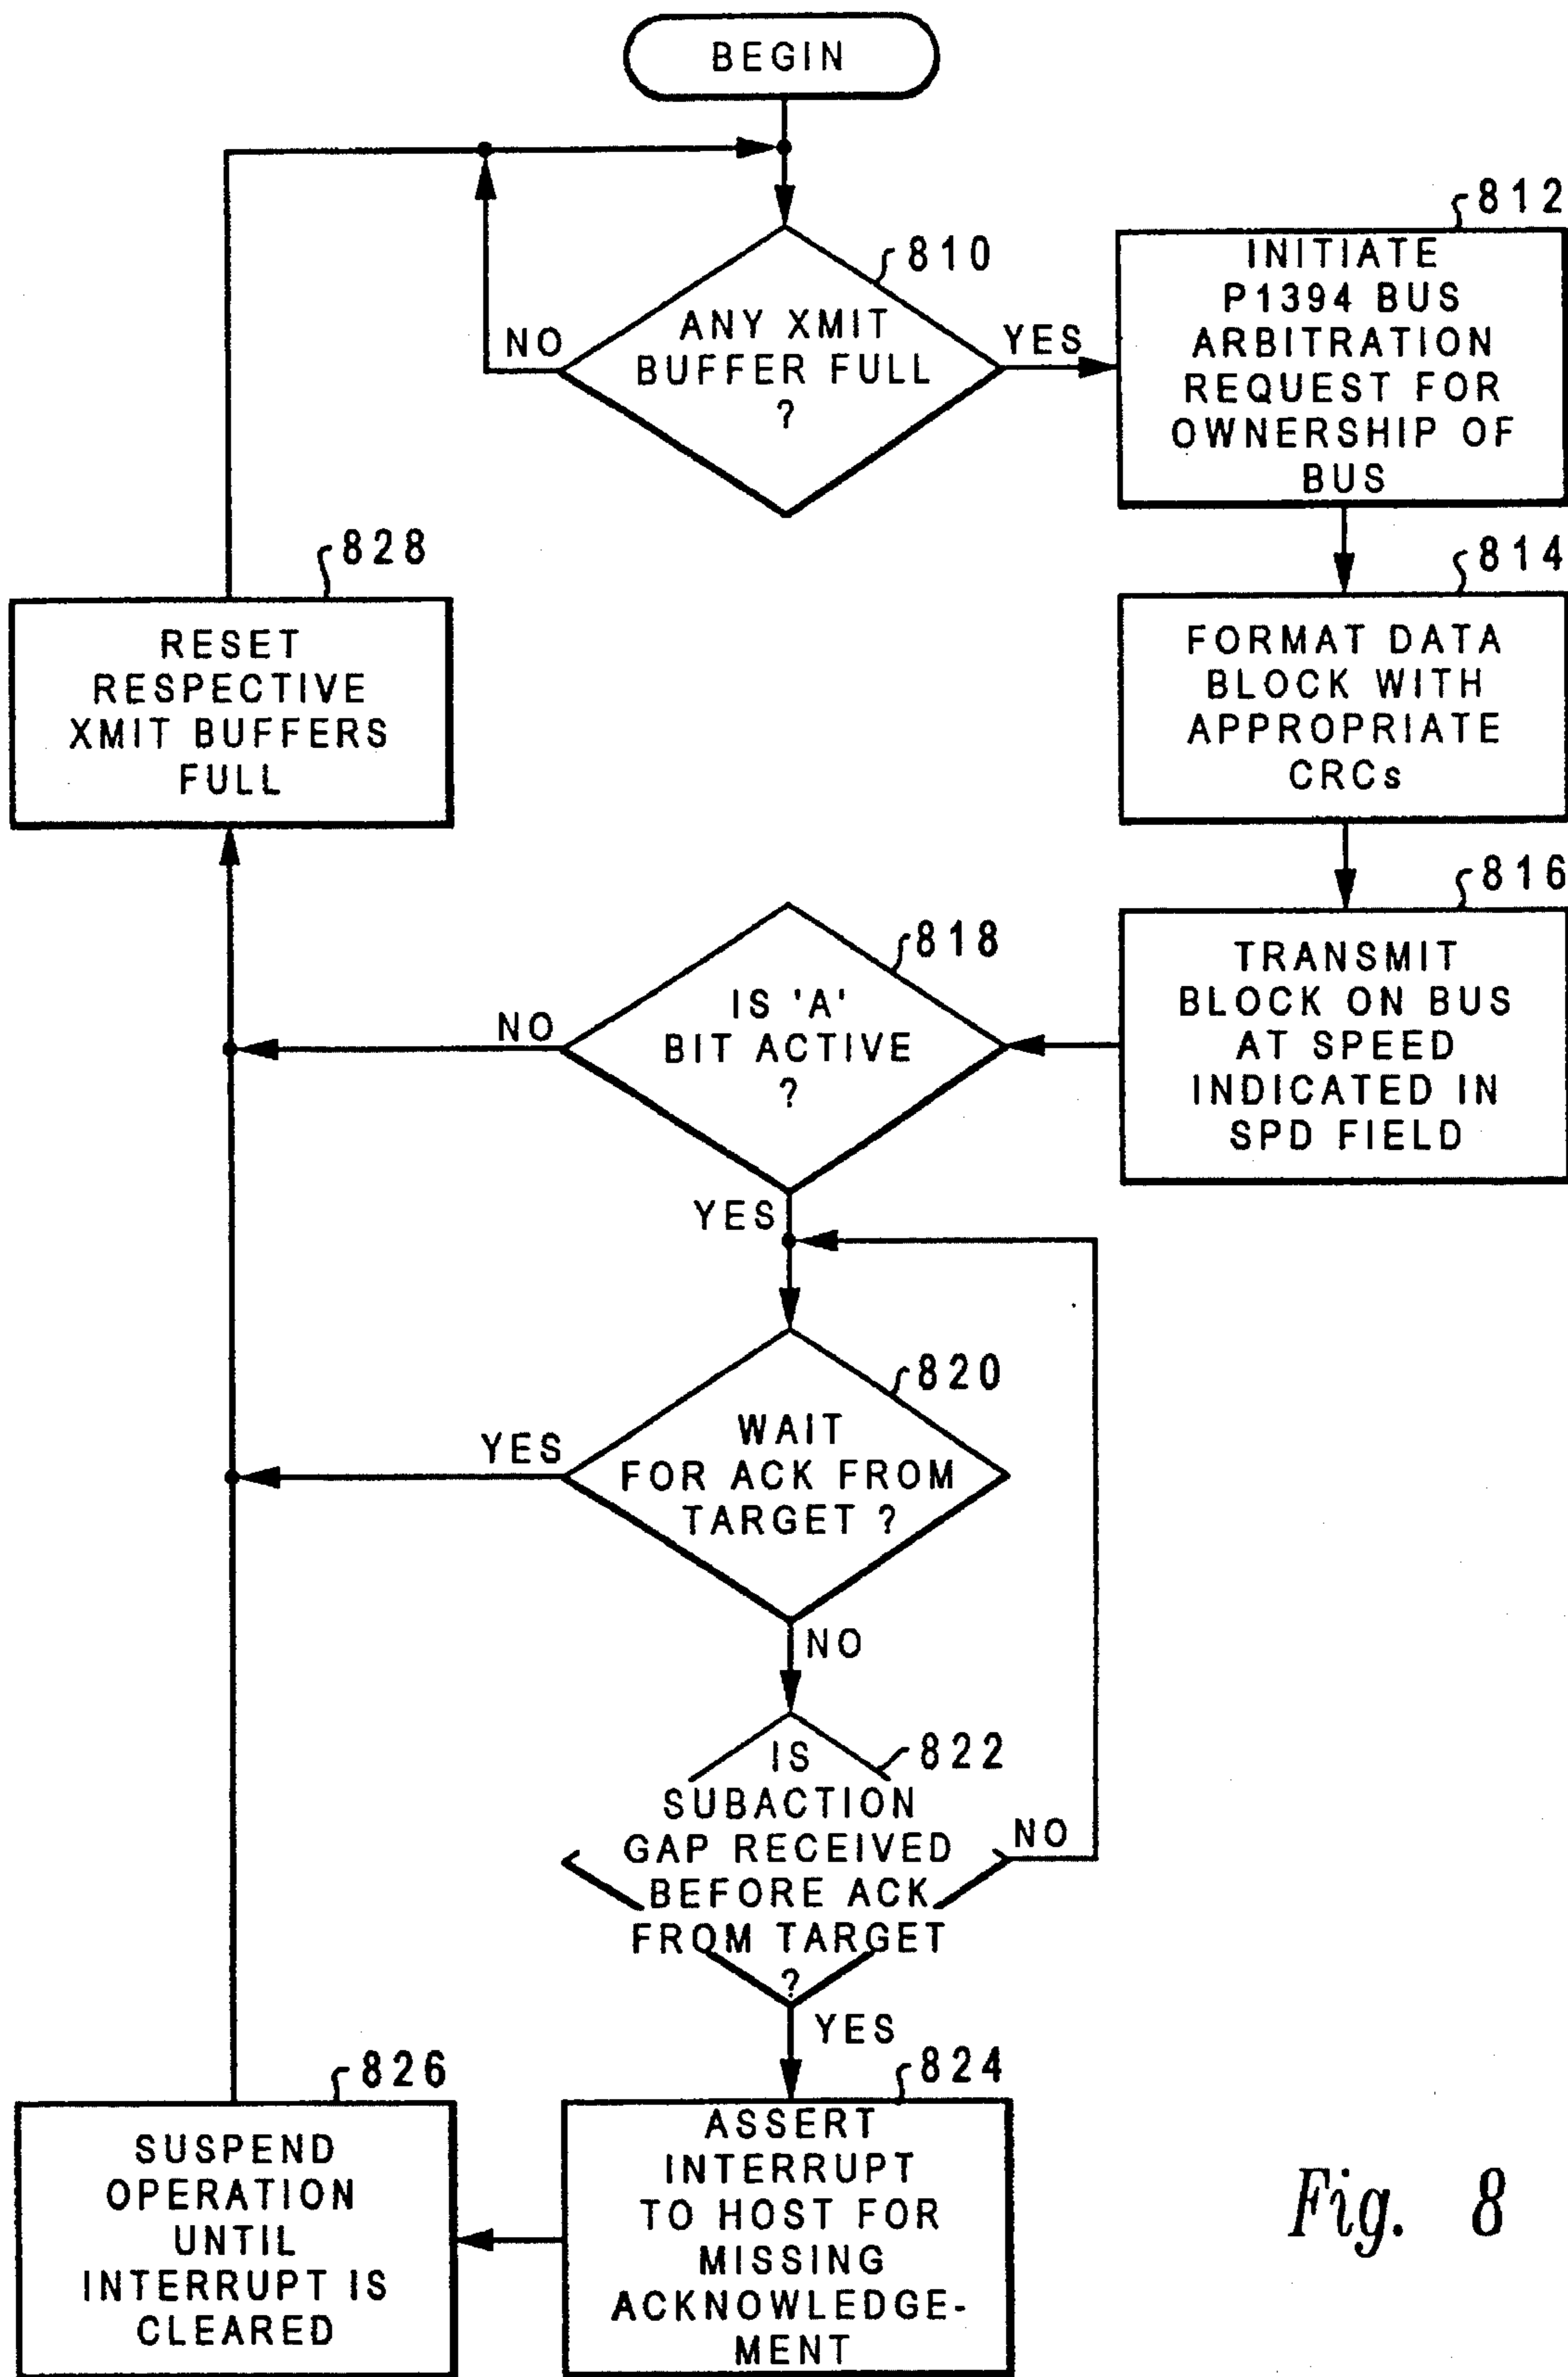 BEGIN
810
ANY XMIT
BUFFER FULL
?
NO
YES
812
INITIATE
P1394 BUS
ARBITRATION
REQUEST FOR
OWNERSHIP OF
BUS
814
FORMAT DATA
BLOCK WITH
APPROPRIATE
CRCs
816
TRANSMIT
BLOCK ON BUS
AT SPEED
INDICATED IN
SPD FIELD
818
IS 'A'
BIT ACTIVE
?
NO
YES
820
WAIT
FOR ACK FROM
TARGET ?
YES
NO
822
IS
SUBACTION
GAP RECEIVED
BEFORE ACK
FROM TARGET
?
NO
YES
824
ASSERT
INTERRUPT
TO HOST FOR
MISSING
ACKNOWLEDGE-
MENT
826
SUSPEND
OPERATION
UNTIL
INTERRUPT IS
CLEARED
828
RESET
RESPECTIVE
XMIT BUFFERS
FULL
Fig. 8